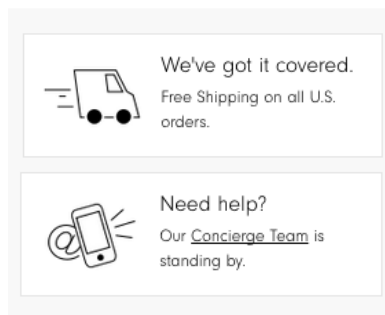 We've got it covered.
Free Shipping on all U.S.
orders.
Need help?
Our Concierge Team is
standing by.